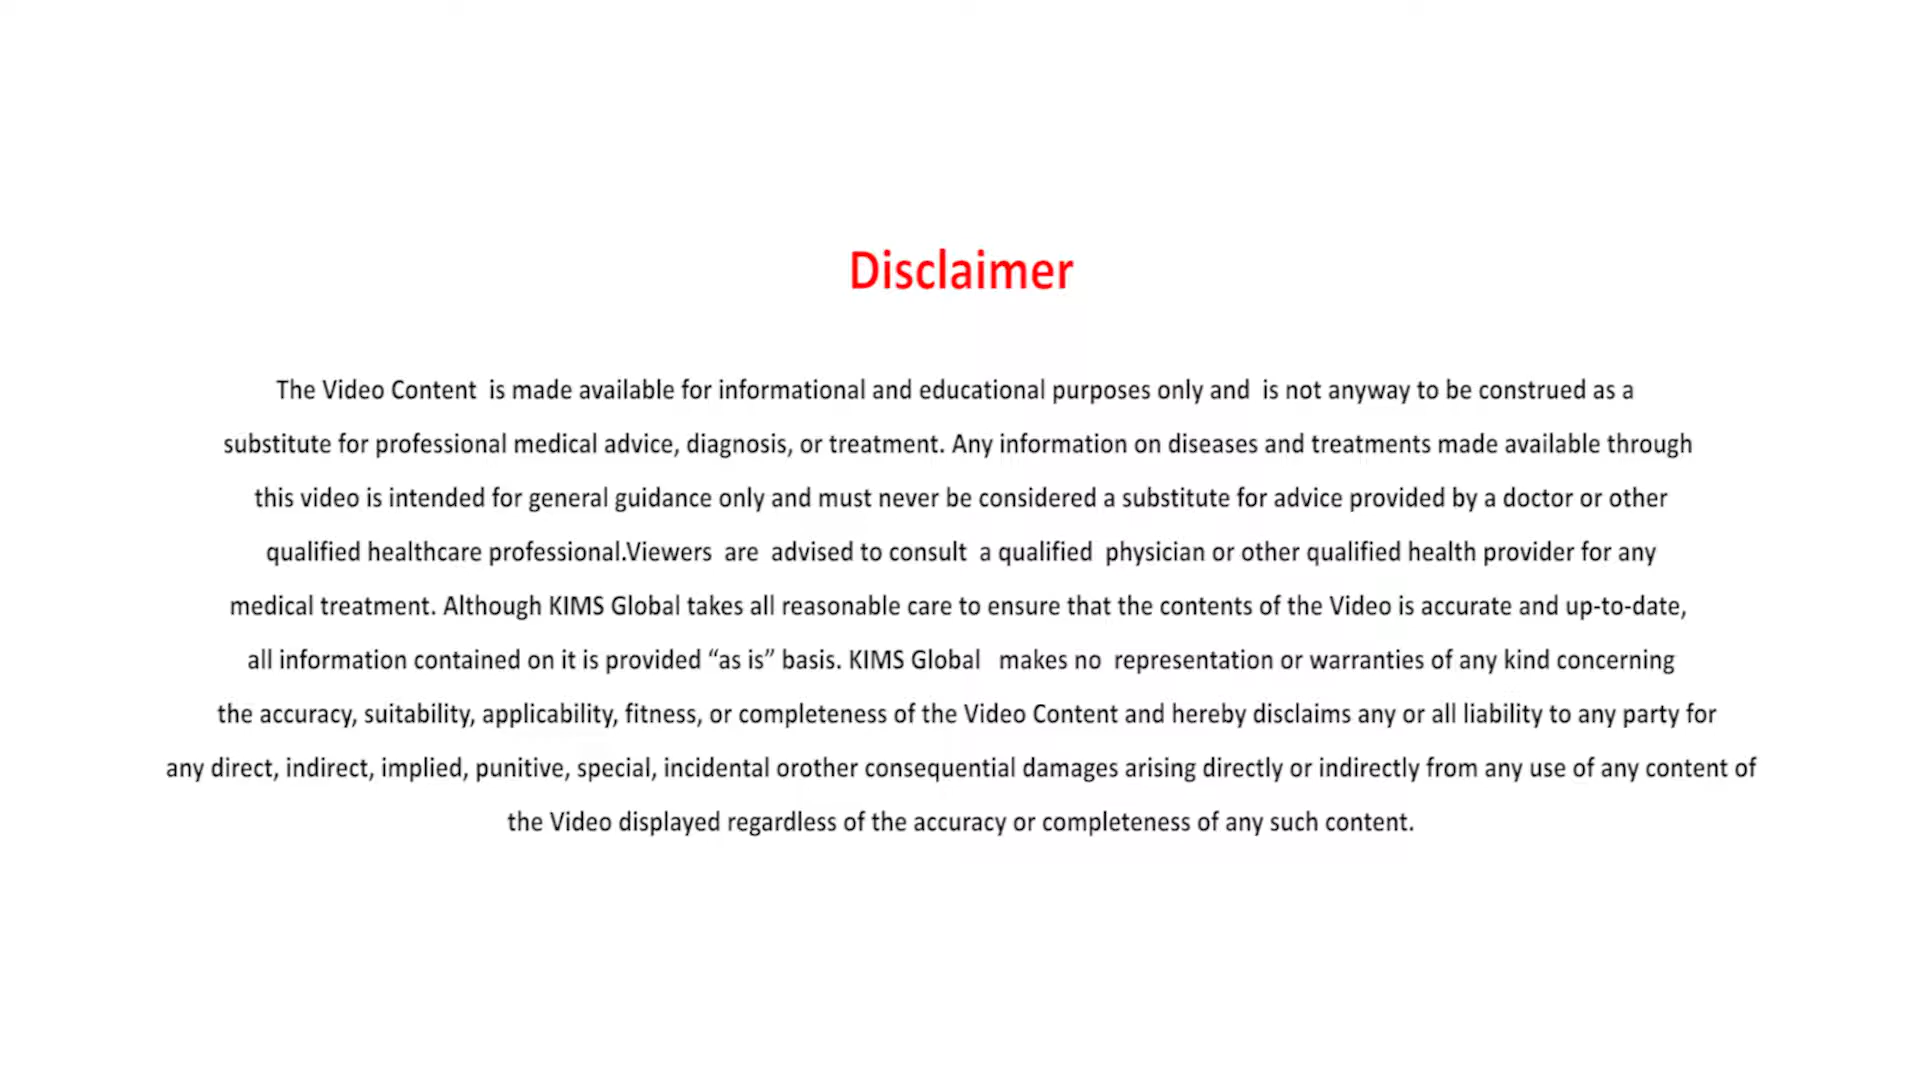 Disclaimer
The Video Content  is made available for informational and educational purposes only and  is not anyway to be construed as a
substitute for professional medical advice, diagnosis, or treatment. Any information on diseases and treatments made available through
this video is intended for general guidance only and must never be considered a substitute for advice provided by a doctor or other
qualified healthcare professional.Viewers  are  advised to consult  a qualified  physician or other qualified health provider for any
medical treatment. Although KIMS Global takes all reasonable care to ensure that the contents of the Video is accurate and up-to-date,
all information contained on it is provided “as is” basis. KIMS Global   makes no  representation or warranties of any kind concerning
the accuracy, suitability, applicability, fitness, or completeness of the Video Content and hereby disclaims any or all liability to any party for
any direct, indirect, implied, punitive, special, incidental orother consequential damages arising directly or indirectly from any use of any content of
the Video displayed regardless of the accuracy or completeness of any such content.